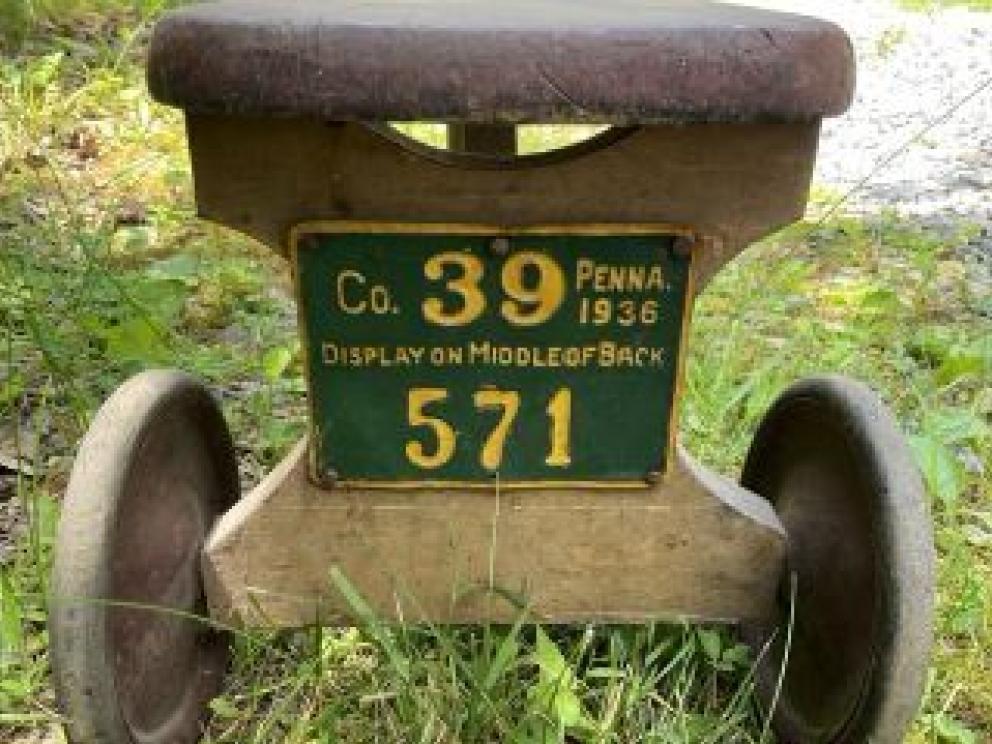 Co. 39 PENNA. 1936
DISPLAY ON MIDDLE OF BACK
571